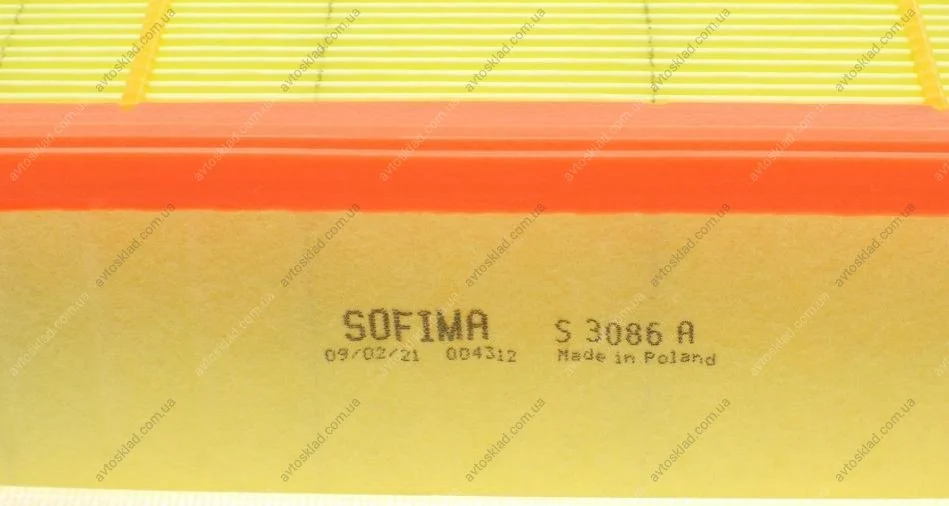 SOFIMA S 3086 A
09/02/21 004312 Made in Poland
avtosklad.com.ua